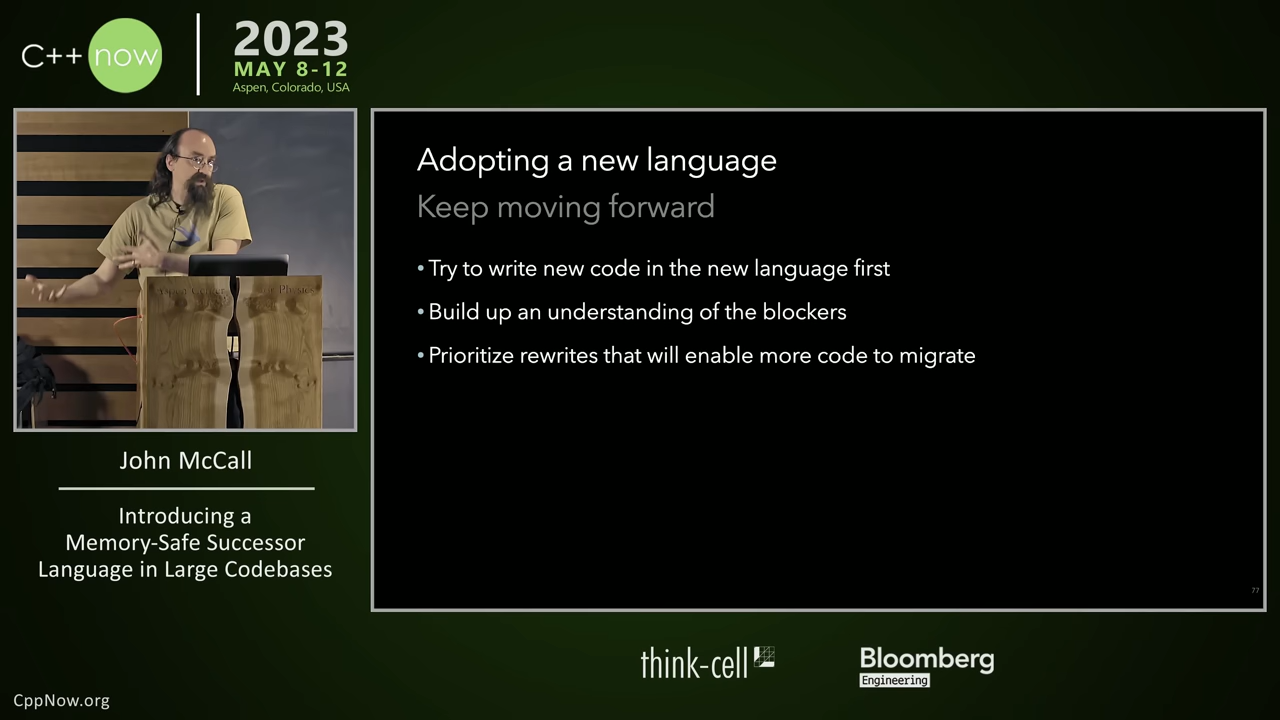 C++ now
2023
MAY 8-12
Aspen, Colorado, USA
Adopting a new language
Keep moving forward
• Try to write new code in the new language first
• Build up an understanding of the blockers
• Prioritize rewrites that will enable more code to migrate
77
John McCall
Introducing a
Memory-Safe Successor
Language in Large Codebases
think-cell
Bloomberg
Engineering
CppNow.org